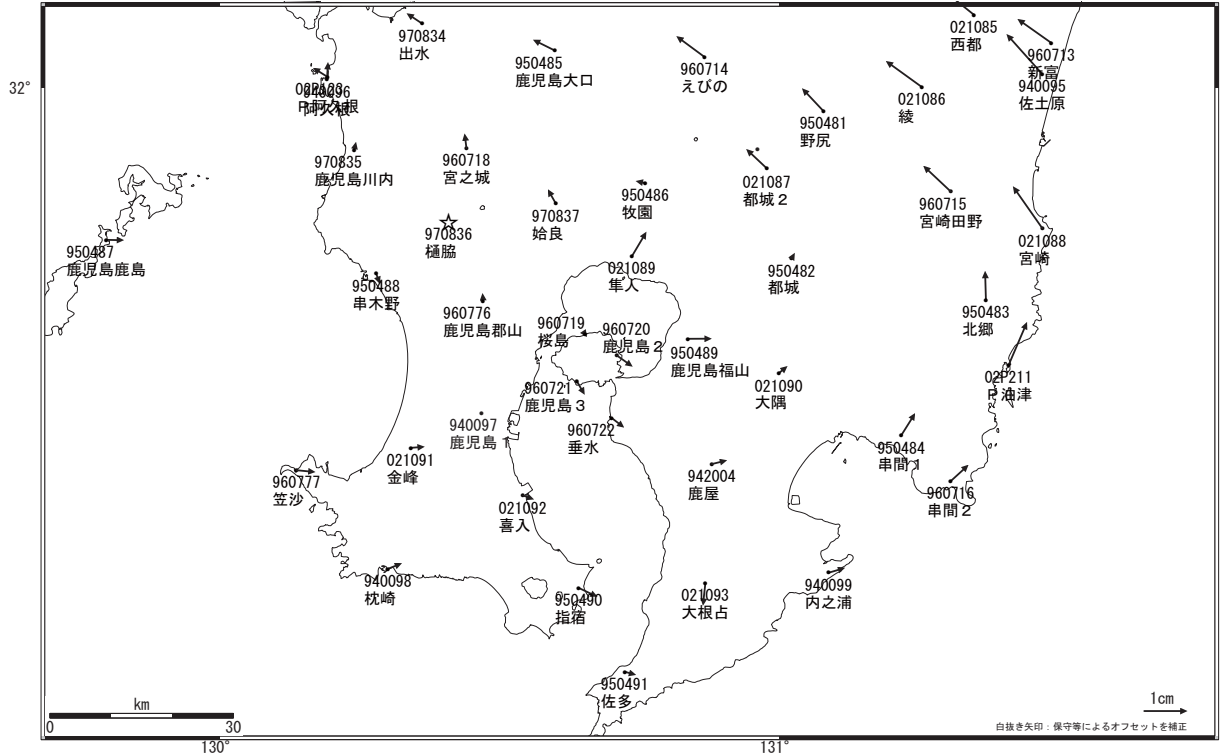 021085
西都
970834
出水
960713
新富
950485
鹿児島大口
960714
えびの
32°
940095
佐土原
021086
綾
940096
阿久根
950481
野尻
970835
鹿児島川内
960718
宮之城
021087
都城２
950486
牧園
960715
宮崎田野
970837
姶良
970836
樋脇
021088
宮崎
950487
鹿児島鹿島
021089
隼人
950482
都城
950488
串木野
950483
北郷
960776
鹿児島郡山
960719
桜島
960720
鹿児島２
950489
鹿児島福山
02P211
Ｐ油津
021090
大隅
960721
鹿児島３
940097
鹿児島１
960722
垂水
950484
串間１
021091
金峰
942004
鹿屋
960777
笠沙
960716
串間２
021092
喜入
940098
枕崎
940099
内之浦
950490
指宿
021093
大根占
950491
佐多
km
0 30
1cm
白抜き矢印：保守等によるオフセットを補正
130°
131°